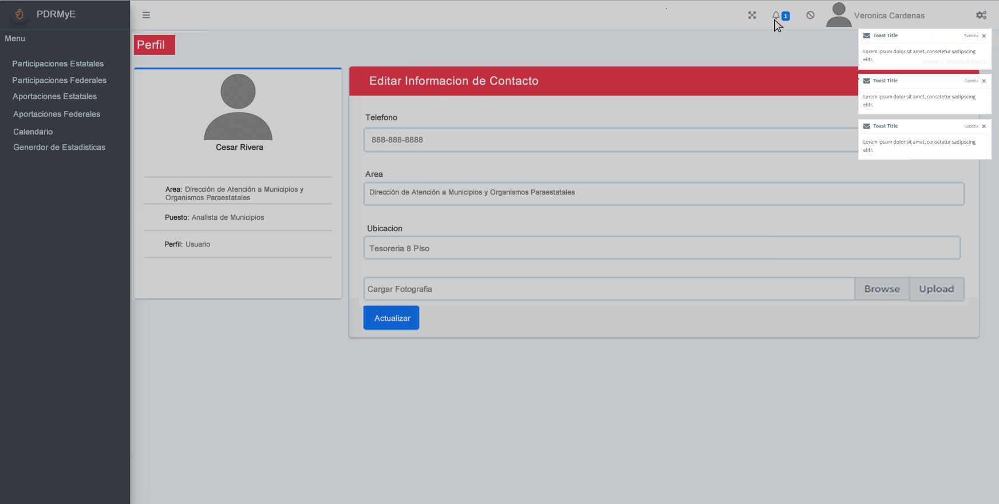 PDRMyE
1
Veronica Cardenas
Menu
Participaciones Estatales
Participaciones Federales
Aportaciones Estatales
Aportaciones Federales
Calendario
Generdor de Estadisticas
Perfil
Cesar Rivera
Area: Dirección de Atención a Municipios y
Organismos Paraestatales
Puesto: Analista de Municipios
Perfil: Usuario
Editar Informacion de Contacto
Telefono
888-888-8888
Area
Dirección de Atención a Municipios y Organismos Paraestatales
Ubicacion
Tesoreria 8 Piso
Cargar Fotografia
Browse
Upload
Actualizar
Toast Title
Subtitle
Lorem ipsum dolor sit amet, consetetur sadipscing
elitr.
Home / Modals & Alerts
Toast Title
Subtitle
Lorem ipsum dolor sit amet, consetetur sadipscing
elitr.
Toast Title
Subtitle
Lorem ipsum dolor sit amet, consetetur sadipscing
elitr.